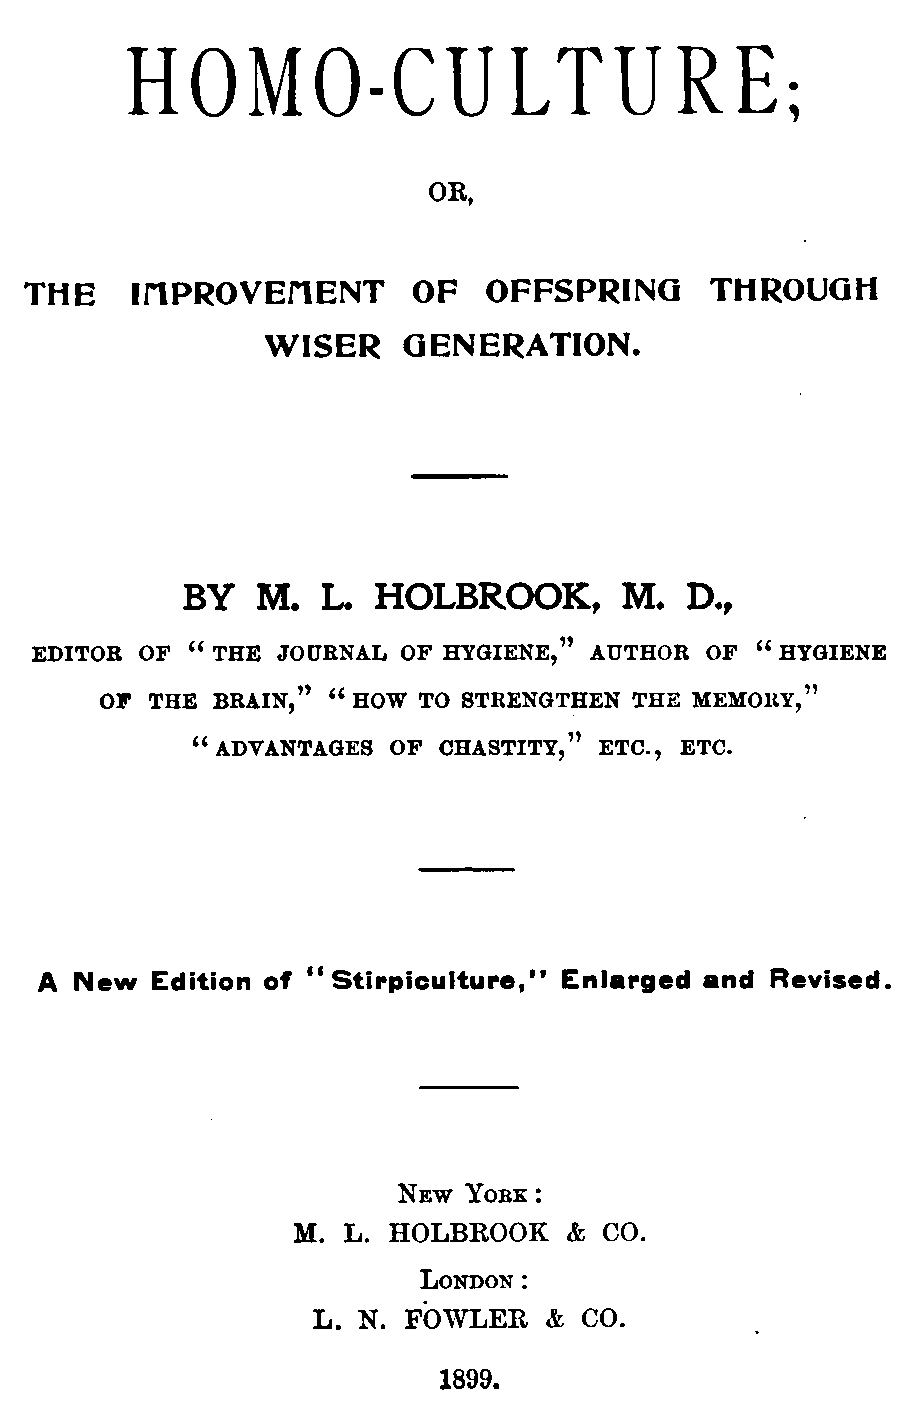 HOMO-CULTURE;
OR,
THE IMPROVEMENT OF OFFSPRING THROUGH
WISER GENERATION.
BY M. L. HOLBROOK, M. D.,
EDITOR OF “THE JOURNAL OF HYGIENE,” AUTHOR OF “HYGIENE
OF THE BRAIN,” “HOW TO STRENGTHEN THE MEMORY,”
“ADVANTAGES OF CHASTITY,” ETC., ETC.
A New Edition of “Stirpiculture,” Enlarged and Revised.
NEW YORK:
M. L. HOLBROOK & CO.
LONDON:
L. N. FOWLER & CO.
1899.